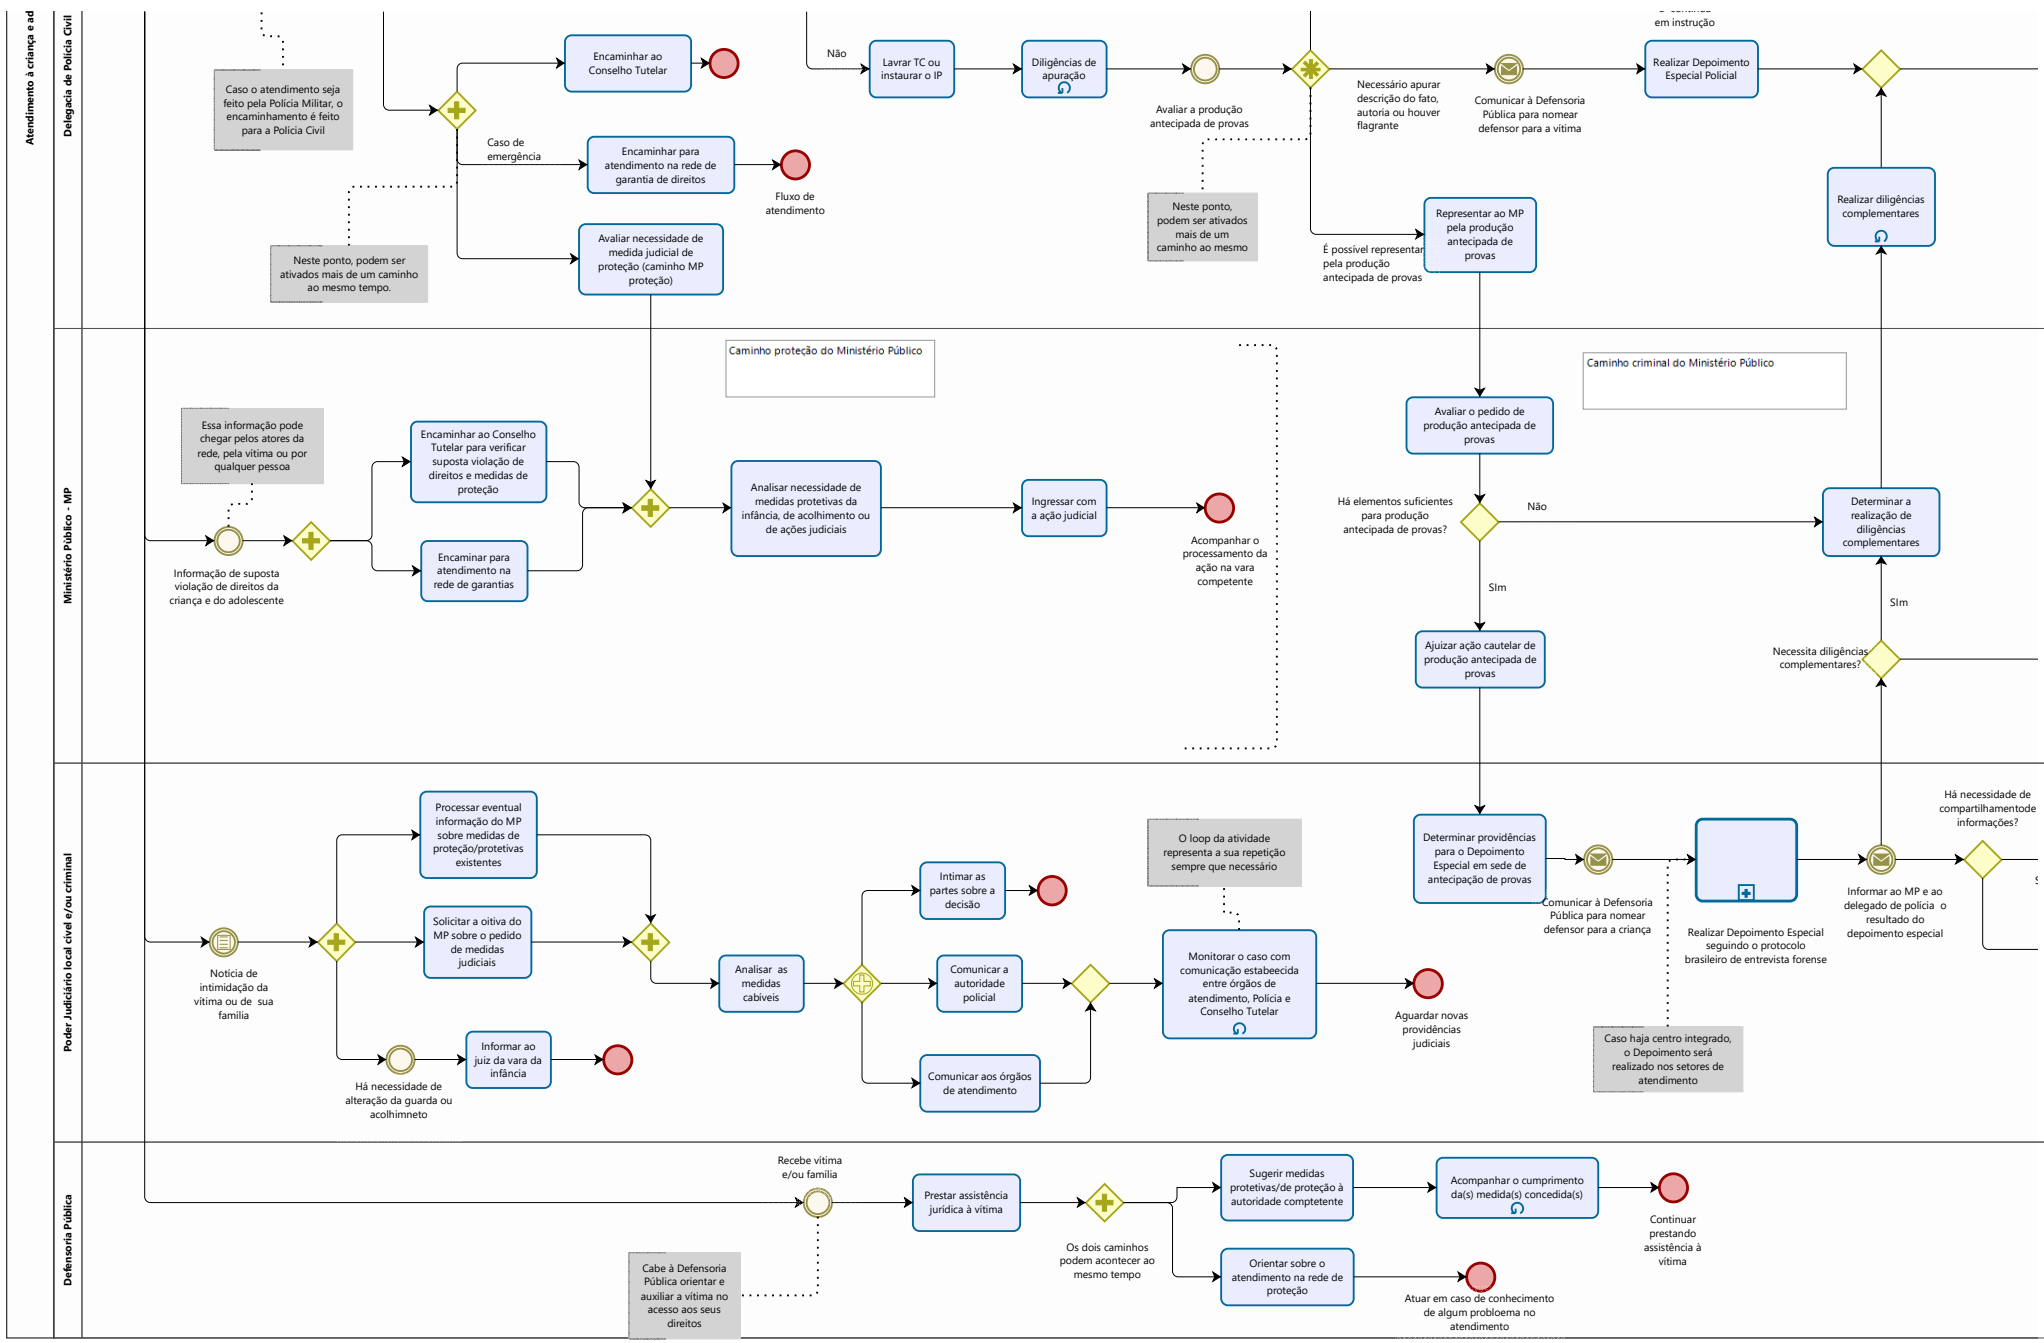 Atendimento à criança e ad
Delegacia de Polícia Civil
em instrução
Caso o atendimento seja
feito pela Polícia Militar, o
encaminhamento é feito
para a Polícia Civil
Encaminhar ao
Conselho Tutelar
Caso de
emergência
Encaminhar para
atendimento na rede de
garantia de direitos
Fluxo de
atendimento
Neste ponto, podem ser
ativados mais de um caminho
ao mesmo tempo.
Avaliar necessidade de
medida judicial de
proteção (caminho MP
proteção)
Não
Lavrar TC ou
instaurar o IP
Diligências de
apuração
Avaliar a produção
antecipada de provas
Necessário apurar
descrição do fato,
autoria ou houver
flagrante
Comunicar à Defensoria
Pública para nomear
defensor para a vítima
Realizar Depoimento
Especial Policial
Neste ponto,
podem ser ativados
mais de um
caminho ao mesmo
É possível representar
pela produção
antecipada de provas
Representar ao MP
pela produção
antecipada de
provas
Realizar diligências
complementares
Ministério Público - MP
Caminho proteção do Ministério Público
Caminho criminal do Ministério Público
Essa informação pode
chegar pelos atores da
rede, pela vítima ou por
qualquer pessoa
Informação de suposta
violação de direitos da
criança e do adolescente
Encaminhar ao Conselho
Tutelar para verificar
suposta violação de
direitos e medidas de
proteção
Encaminar para
atendimento na
rede de garantias
Analisar necessidade de
medidas protetivas da
infância, de acolhimento ou
de ações judiciais
Ingressar com
a ação judicial
Acompanhar o
processamento da
ação na vara
competente
Avaliar o pedido de
produção antecipada de
provas
Há elementos suficientes
para produção
antecipada de provas?
Não
SIm
Ajuizar ação cautelar de
produção antecipada de
provas
Determinar a
realização de
diligências
complementares
SIm
Necessita diligências
complementares?
Poder Judiciário local cível e/ou criminal
Notícia de
intimidação da
vítima ou de  sua
família
Processar eventual
informação do MP
sobre medidas de
proteção/protetivas
existentes
Solicitar a oitiva do
MP sobre o pedido
de medidas
judiciais
Há necessidade de
alteração da guarda ou
acolhimneto
Informar ao
juiz da vara da
infância
Analisar  as
medidas
cabíveis
Intimar as
partes sobre a
decisão
Comunicar a
autoridade
policial
Comunicar aos órgãos
de atendimento
O loop da atividade
representa a sua repetição
sempre que necessário
Monitorar o caso com
comunicação estabeecida
entre órgãos de
atendimento, Polícia e
Conselho Tutelar
Aguardar novas
providências
judiciais
Determinar providências
para o Depoimento
Especial em sede de
antecipação de provas
Comunicar à Defensoria
Pública para nomear
defensor para a criança
Realizar Depoimento Especial
seguindo o protocolo
brasileiro de entrevista forense
Caso haja centro integrado,
o Depoimento será
realizado nos setores de
atendimento
Informar ao MP e ao
delegado de polícia  o
resultado do
depoimento especial
Há necessidade de
compartilhamentode
informações?
Defensoria Pública
Recebe vítima
e/ou família
Cabe à Defensoria
Pública orientar e
auxiliar a vítima no
acesso aos seus
direitos
Prestar assistência
jurídica à vítima
Os dois caminhos
podem acontecer ao
mesmo tempo
Sugerir medidas
protetivas/de proteção à
autoridade comptetente
Acompanhar o cumprimento
da(s) medida(s) concedida(s)
Continuar
prestando
assistência à
vítima
Orientar sobre o
atendimento na rede de
proteção
Atuar em caso de conhecimento
de algum probloema no
atendimento